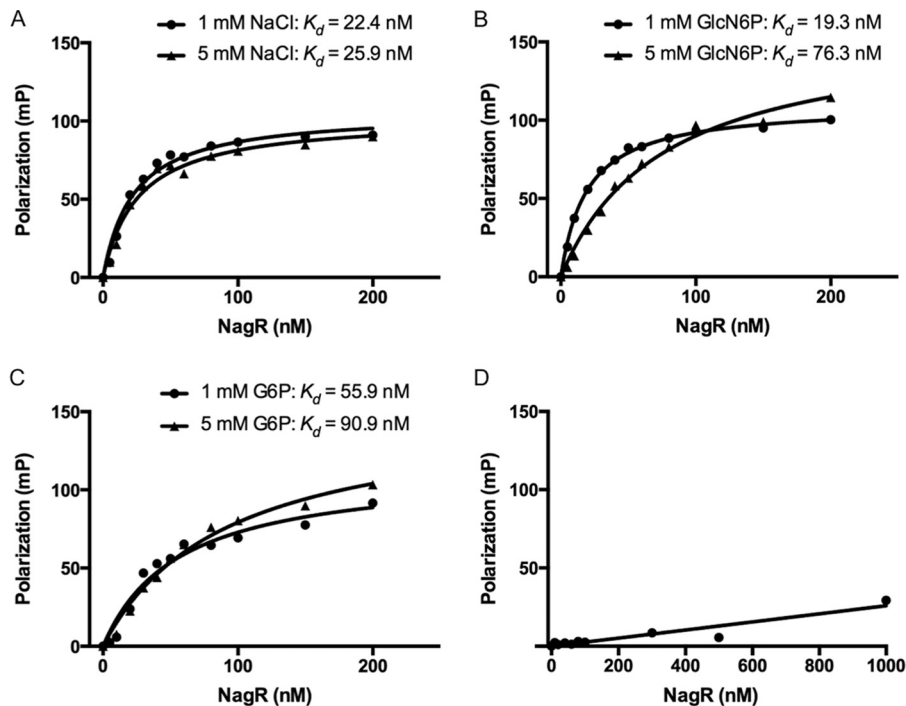 A
1 mM NaCl: Kd = 22.4 nM
5 mM NaCl: Kd = 25.9 nM
150
100
50
0
Polarization (mP)
0 100 200
NagR (nM)
B
1 mM GlcN6P: Kd = 19.3 nM
5 mM GlcN6P: Kd = 76.3 nM
150
100
50
0
Polarization (mP)
0 100 200
NagR (nM)
C
1 mM G6P: Kd = 55.9 nM
5 mM G6P: Kd = 90.9 nM
150
100
50
0
Polarization (mP)
0 100 200
NagR (nM)
D
150
100
50
0
Polarization (mP)
0 200 400 600 800 1000
NagR (nM)